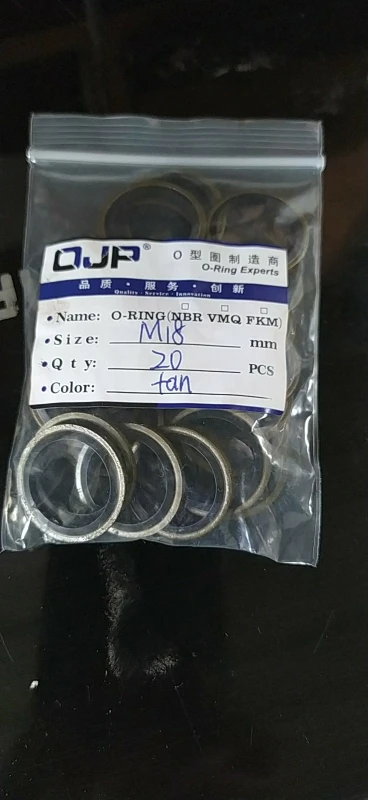 OJP® O型圈制造商
O-Ring Experts
品质·服务·创新
Quality · Service · Innovation
•Name: O-RING(□NBR □VMQ □FKM)
•Size: M18 mm
•Qty: 20 PCS
•Color: tan